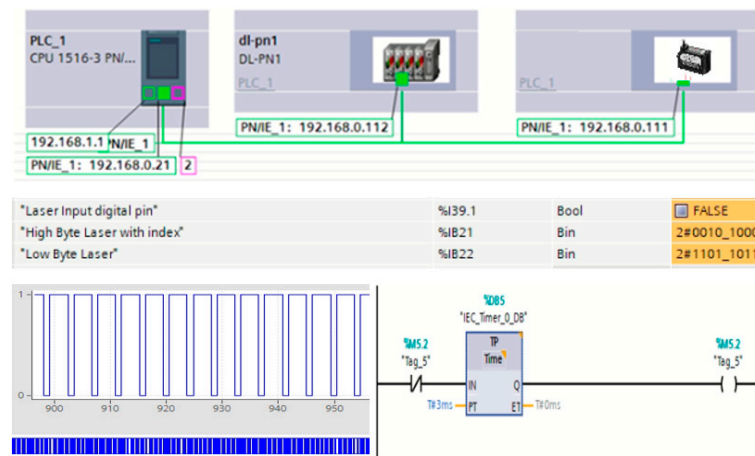 PLC_1
CPU 1516-3 PN/...
dl-pn1
DL-PN1
PLC_1
PLC_1
192.168.1.1
PN/IE_1
PN/IE_1: 192.168.0.112
PN/IE_1: 192.168.0.111
PN/IE_1: 192.168.0.21
2
"Laser Input digital pin" %I39.1 Bool FALSE
"High Byte Laser with index" %IB21 Bin 2#0010_1000
"Low Byte Laser" %IB22 Bin 2#1101_1011
1
0
900 910 920 930 940 950
%DB5
"IEC_Timer_0_DB"
%M5.2 TP %M5.2
"Tag_5" Time "Tag_5"
IN Q
T#3ms PT ET T#0ms